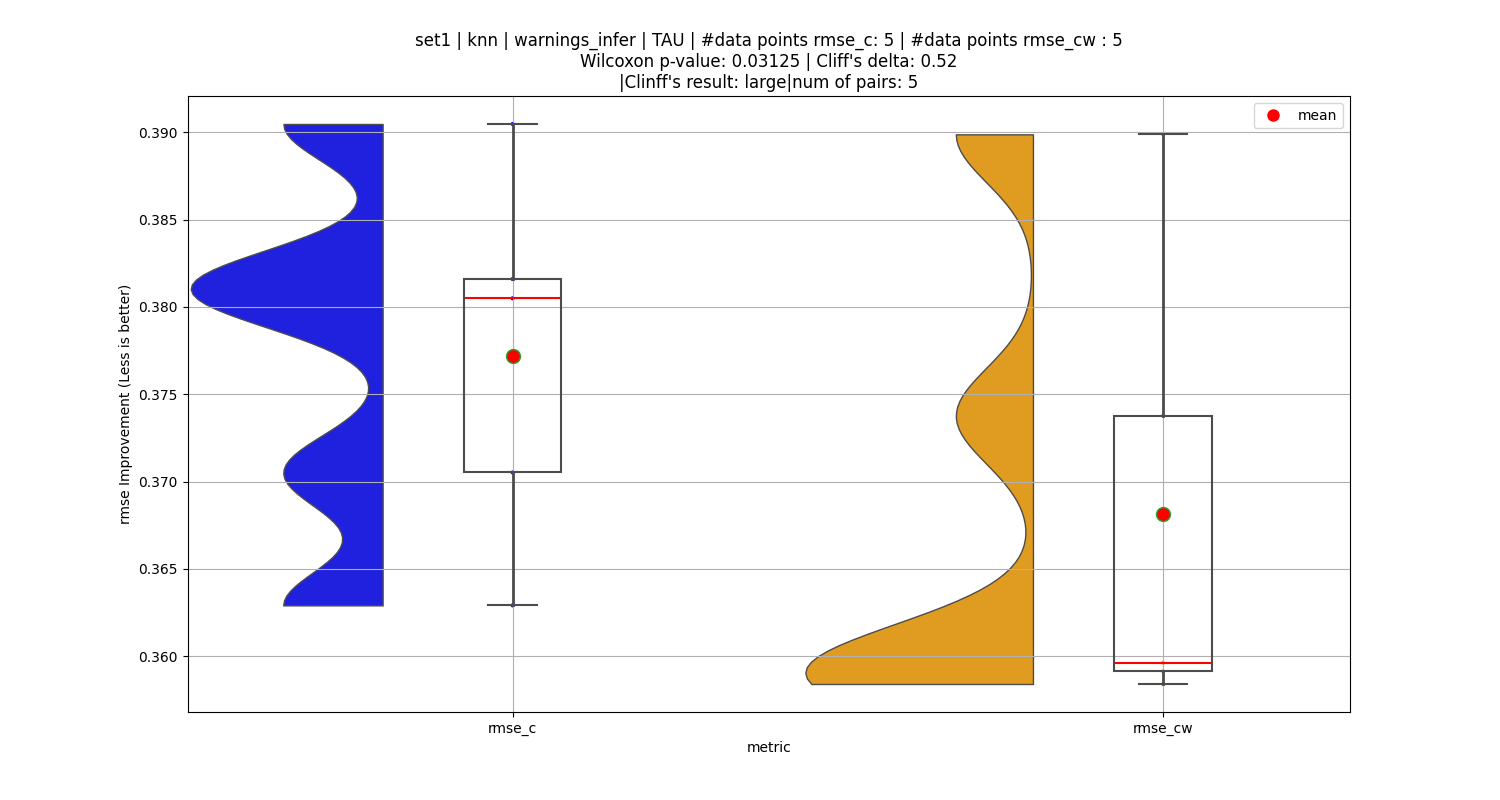 set1 | knn | warnings_infer | TAU | #data points rmse_c: 5 | #data points rmse_cw : 5
Wilcoxon p-value: 0.03125 | Cliff's delta: 0.52
|Clinff's result: large|num of pairs: 5
mean
0.390
0.385
0.380
0.375
0.370
0.365
0.360
rmse Improvement (Less is better)
rmse_c
rmse_cw
metric